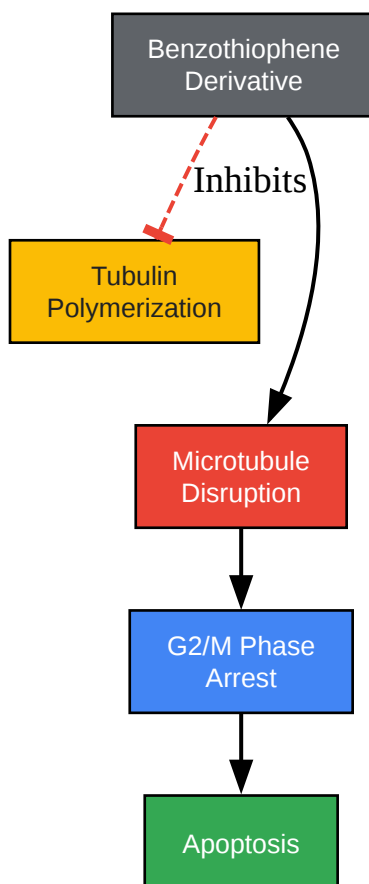 Benzothiophene
Derivative
Inhibits
Tubulin
Polymerization
Microtubule
Disruption
G2/M Phase
Arrest
Apoptosis